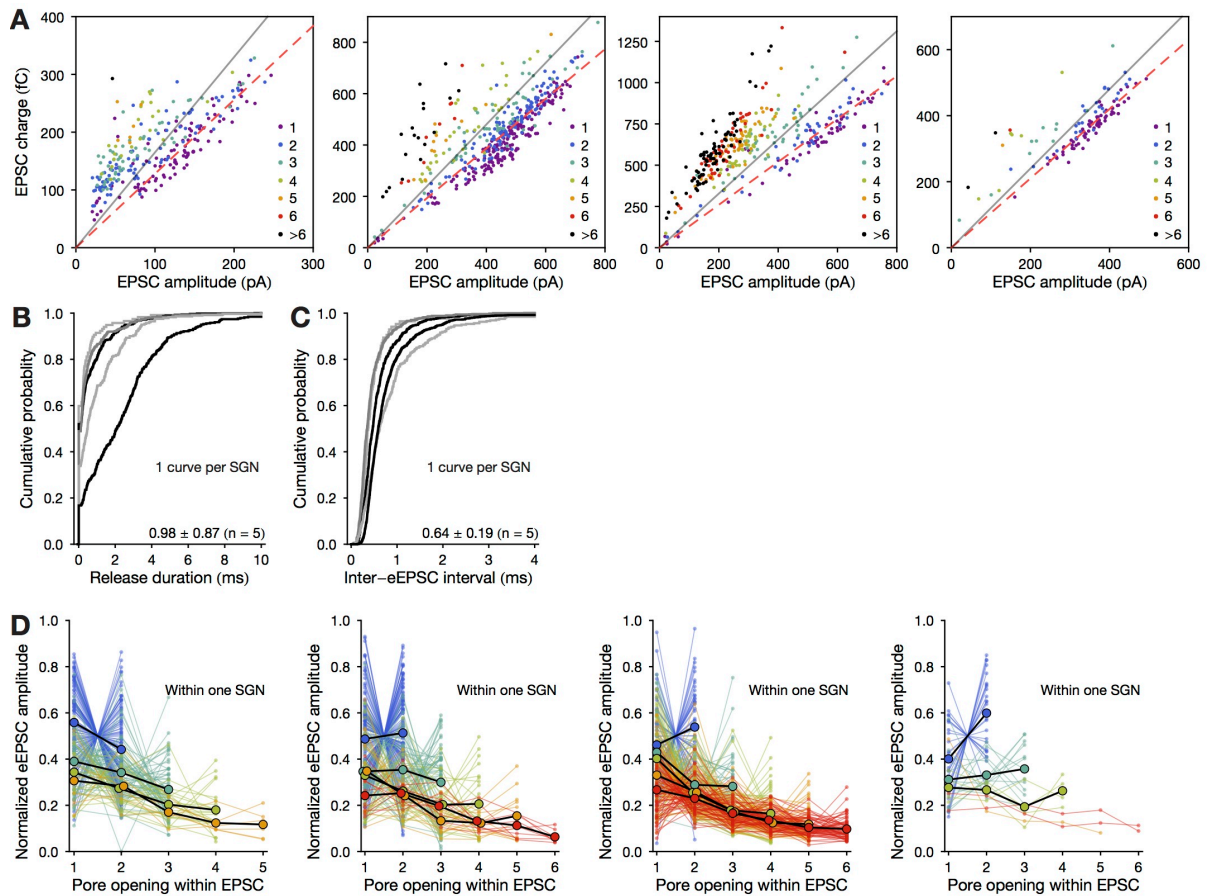 A
EPSC charge (fC)
400
300
200
100
0
0 100 200 300
EPSC amplitude (pA)
1
2
3
4
5
6
>6
800
600
400
200
0
0 200 400 600 800
EPSC amplitude (pA)
1
2
3
4
5
6
>6
1250
1000
750
500
250
0
0 200 400 600 800
EPSC amplitude (pA)
1
2
3
4
5
6
>6
600
400
200
0
0 200 400 600
EPSC amplitude (pA)
1
2
3
4
5
6
>6
B
Cumulative probablity
1.0
0.8
0.6
0.4
0.2
0.0
1 curve per SGN
0.98 ± 0.87 (n = 5)
0 2 4 6 8 10
Release duration (ms)
C
Cumulative probablity
1.0
0.8
0.6
0.4
0.2
0.0
1 curve per SGN
0.64 ± 0.19 (n = 5)
0 1 2 3 4
Inter−eEPSC interval (ms)
D
Normalized eEPSC amplitude
1.0
0.8
0.6
0.4
0.2
0.0
Within one SGN
1 2 3 4 5
Pore opening within EPSC
Normalized eEPSC amplitude
1.0
0.8
0.6
0.4
0.2
0.0
Within one SGN
1 2 3 4 5 6
Pore opening within EPSC
Normalized eEPSC amplitude
1.0
0.8
0.6
0.4
0.2
0.0
Within one SGN
1 2 3 4 5 6
Pore opening within EPSC
Normalized eEPSC amplitude
1.0
0.8
0.6
0.4
0.2
0.0
Within one SGN
1 2 3 4 5 6
Pore opening within EPSC